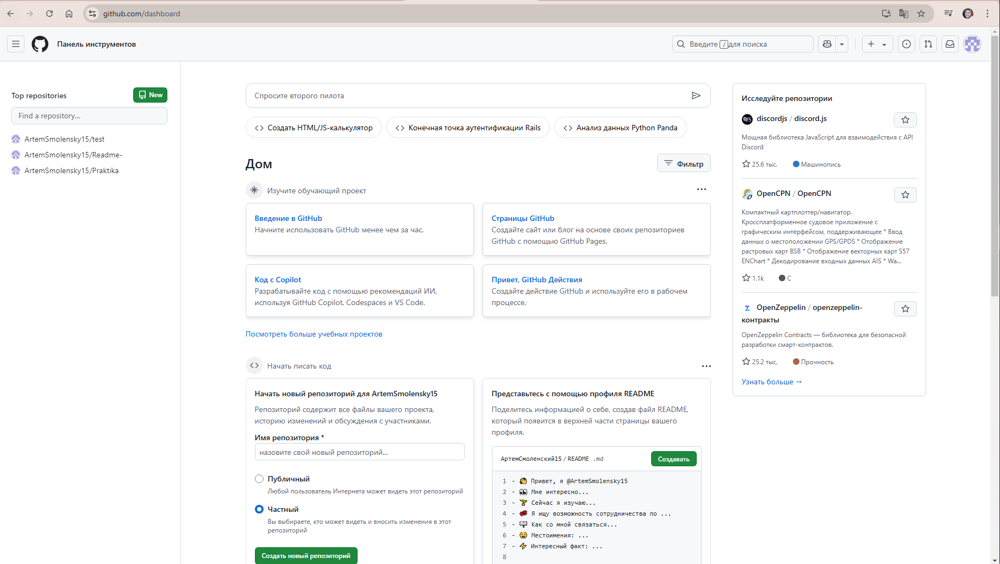 github.com/dashboard
Панель инструментов
Введите / для поиска
Top repositories
New
Find a repository...
ArtemSmolensky15/test
ArtemSmolensky15/Readme-
ArtemSmolensky15/Praktika
Спросите второго пилота
Создать HTML/JS-калькулятор
Конечная точка аутентификации Rails
Анализ данных Python Panda
Дом
Фильтр
Изучите обучающий проект
Введение в GitHub
Начните использовать GitHub менее чем за час.
Страницы GitHub
Создайте сайт или блог на основе своих репозиториев
GitHub с помощью GitHub Pages.
Код с Copilot
Разрабатывайте код с помощью рекомендаций ИИ,
используя GitHub Copilot, Codespaces и VS Code.
Привет, GitHub Действия
Создайте действие GitHub и используйте его в рабочем
процессе.
Посмотреть больше учебных проектов
Начать писать код
Начать новый репозиторий для ArtemSmolensky15
Репозиторий содержит все файлы вашего проекта,
историю изменений и обсуждения с участниками.
Имя репозитория *
назовите свой новый репозиторий...
Публичный
Любой пользователь Интернета может видеть этот репозиторий
Частный
Вы выбираете, кто может видеть и вносить изменения в этот
репозиторий
Создать новый репозиторий
Представьтесь с помощью профиля README
Поделитесь информацией о себе, создав файл README,
который появится в верхней части страницы вашего
профиля.
АртемСмоленский15 / README .md
Создавать
1 - 👋 Привет, я @ArtemSmolensky15
2 - 👀 Мне интересно...
3 - 🌱 Сейчас я изучаю...
4 - 💞️ Я ищу возможность сотрудничества по ...
5 - 📫 Как со мной связаться...
6 - 😄 Местоимения: ...
7 - ⚡ Интересный факт: ...
8
Исследуйте репозитории
discordjs / discord.js
Мощная библиотека JavaScript для взаимодействия с API
Discord
25.6 тыс. Машинопись
OpenCPN / OpenCPN
Компактный картплоттер/навигатор.
Кроссплатформенное судовое приложение с
графическим интерфейсом, поддерживающее * Ввод
данных о местоположении GPS/GPDS * Отображение
растровых карт BSB * Отображение векторных карт S57
ENChart * Декодирование входных данных AIS * Wa...
1.1k C
OpenZeppelin / openzeppelin-
контракты
OpenZeppelin Contracts — библиотека для безопасной
разработки смарт-контрактов.
25.2 тыс. Прочность
Узнать больше →